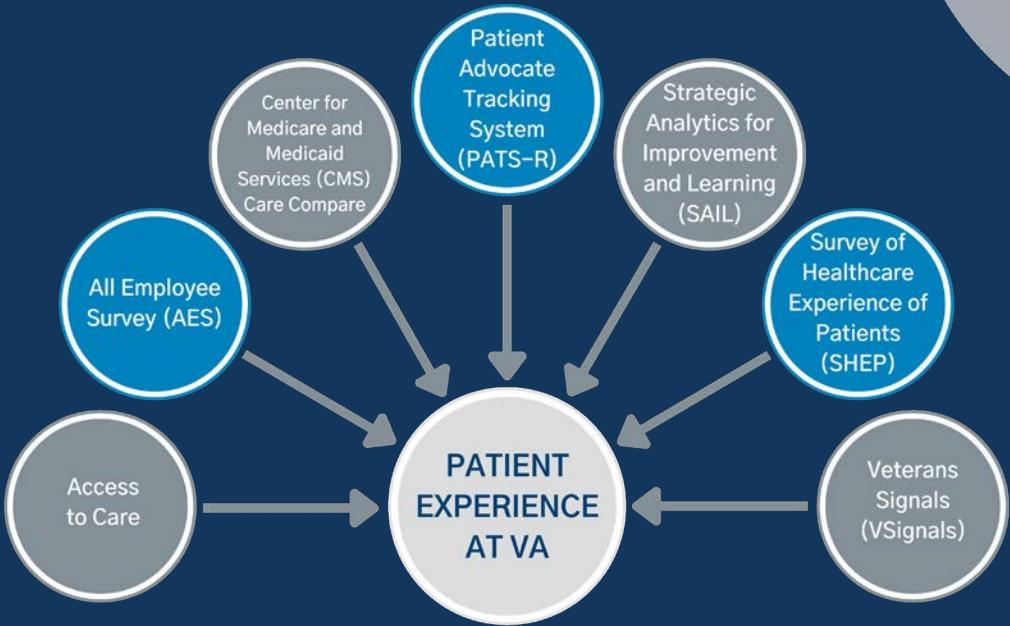 Patient
Advocate
Tracking
System
(PATS-R)
Center for
Medicare and
Medicaid
Services (CMS)
Care Compare
Strategic
Analytics for
Improvement
and Learning
(SAIL)
All Employee
Survey (AES)
Survey of
Healthcare
Experience of
Patients
(SHEP)
Access
to Care
PATIENT
EXPERIENCE
AT VA
Veterans
Signals
(VSignals)